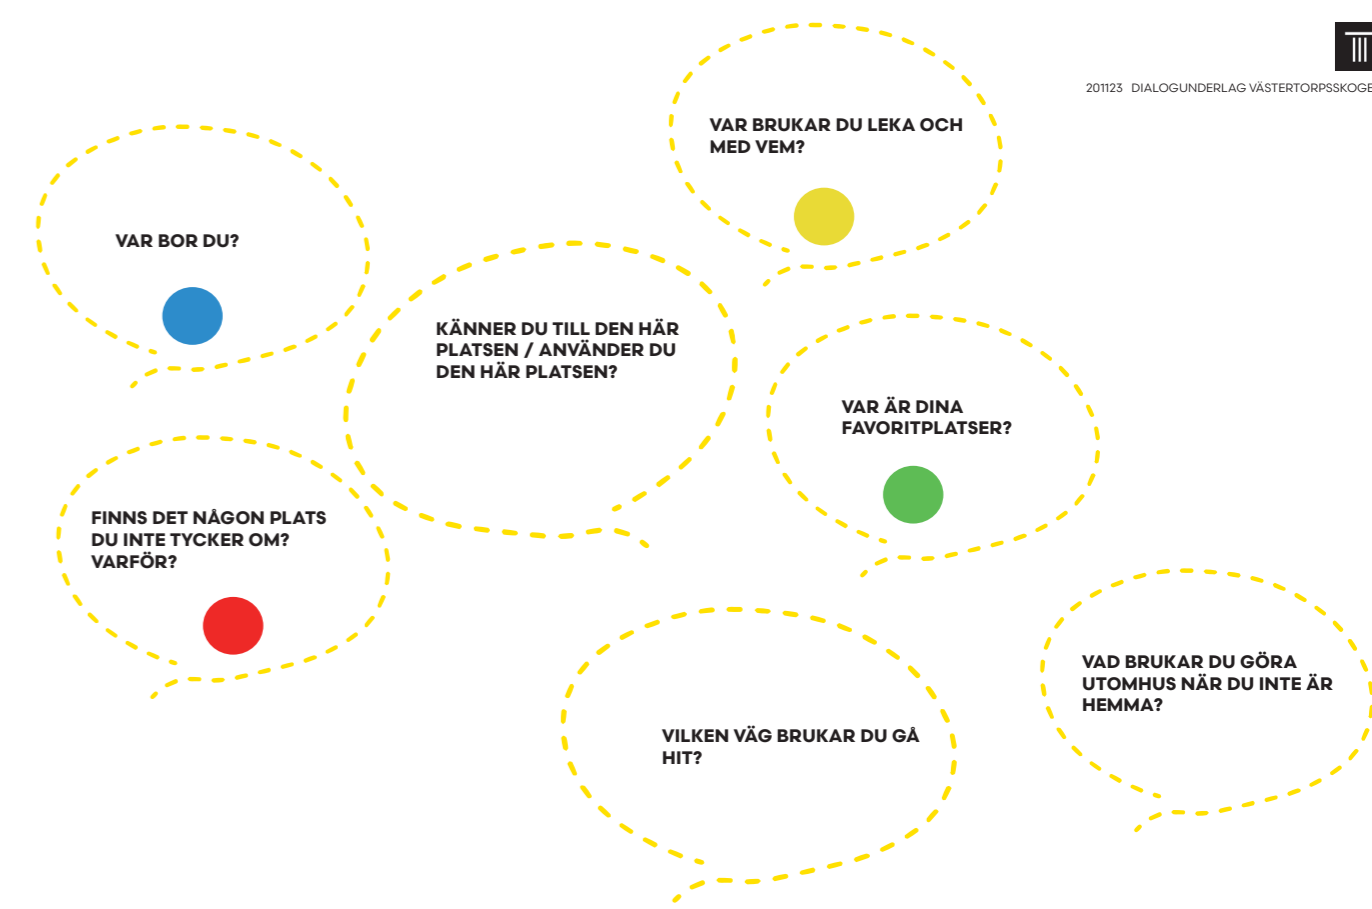 201123 DIALOGUNDERLAG VÄSTERTORPSSKOGE
VAR BRUKAR DU LEKA OCH
MED VEM?
VAR BOR DU?
KÄNNER DU TILL DEN HÄR
PLATSEN / ANVÄNDER DU
DEN HÄR PLATSEN?
VAR ÄR DINA
FAVORITPLATSER?
FINNS DET NÅGON PLATS
DU INTE TYCKER OM?
VARFÖR?
VAD BRUKAR DU GÖRA
UTOMHUS NÄR DU INTE ÄR
HEMMA?
VILKEN VÄG BRUKAR DU GÅ
HIT?